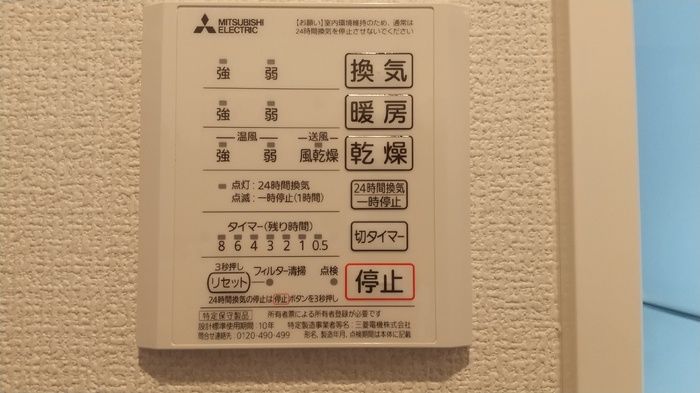 MITSUBISHI
ELECTRIC
【お願い】室内環境維持のため、通常は
24時間換気を停止させないでください
強 弱 換気
強 弱 暖房
温風 送風
強 弱 風乾燥 乾燥
点灯：24時間換気
点滅：一時停止(1時間)
24時間換気
一時停止
タイマー(残り時間)
8 6 4 3 2 1 0.5
切タイマー
3秒押し
リセット フィルター清掃 点検
停止
24時間換気の停止は停止ボタンを3秒押し
特定保守製品 所有者票による所有者登録が必要です
設計標準使用期間 10年 特定製造事業者等名：三菱電機株式会社
問合せ連絡先 0120-490-499 形名、製造年月、点検期間は本体に記載